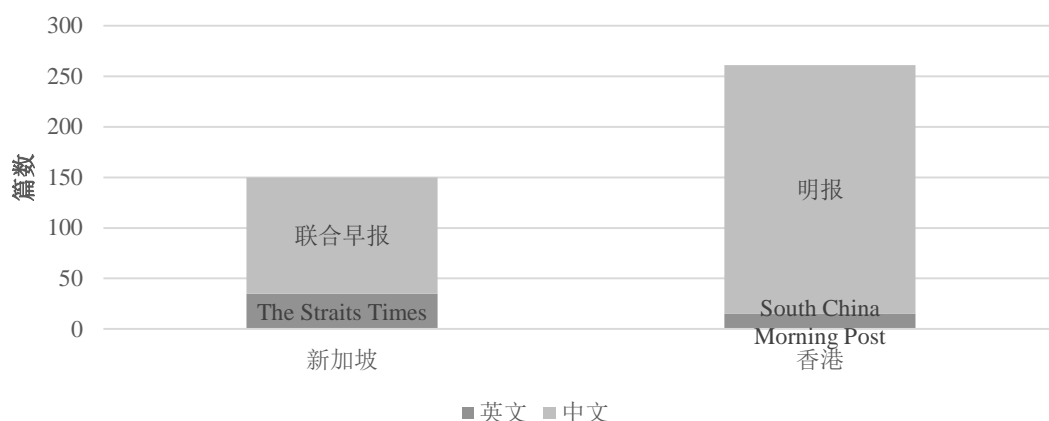 300
250
200
150
100
50
0
篇数
联合早报
The Straits Times
明报
South China
Morning Post
新加坡
香港
英文 中文